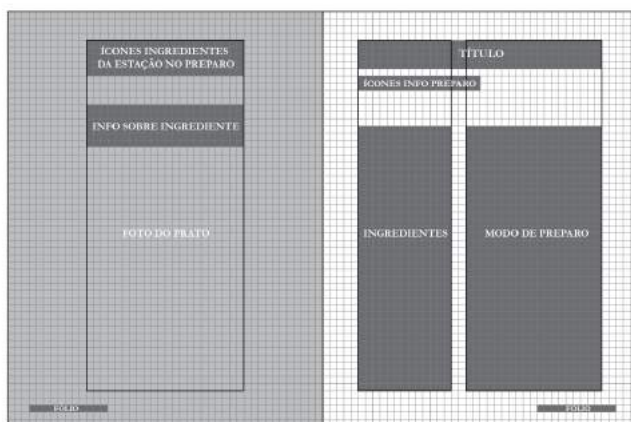 ÍCONES INGREDIENTES
DA ESTAÇÃO NO PREPARO
INFO SOBRE INGREDIENTE
FOTO DO PRATO
FOLIO
TÍTULO
ÍCONES INFO PREPARO
INGREDIENTES
MODO DE PREPARO
FOLIO